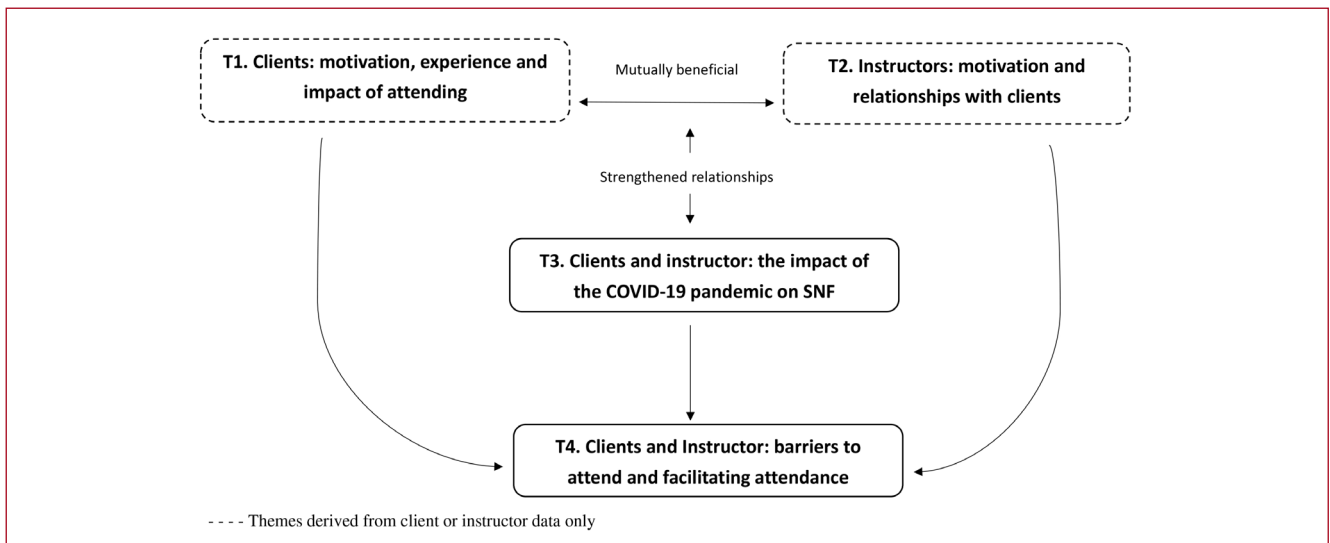 T1. Clients: motivation, experience and
impact of attending
Mutually beneficial
T2. Instructors: motivation and
relationships with clients
Strengthened relationships
T3. Clients and instructor: the impact of
the COVID-19 pandemic on SNF
T4. Clients and Instructor: barriers to
attend and facilitating attendance
- - - - Themes derived from client or instructor data only